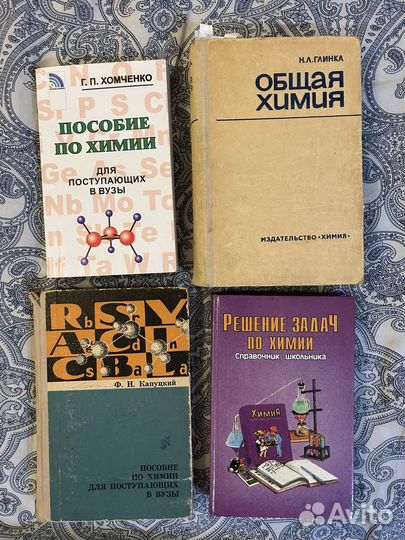 Г. П. ХОМЧЕНКО
ПОСОБИЕ
ПО ХИМИИ
ДЛЯ
ПОСТУПАЮЩИХ
В ВУЗЫ
Н.Л.ГЛИНКА
ОБЩАЯ
ХИМИЯ
ИЗДАТЕЛЬСТВО «ХИМИЯ»
Ф. Н. Капуцкий
ПОСОБИЕ
ПО ХИМИИ
ДЛЯ ПОСТУПАЮЩИХ
В ВУЗЫ
РЕШЕНИЕ ЗАДАЧ
ПО ХИМИИ
Справочник школьника
Химия
Avito